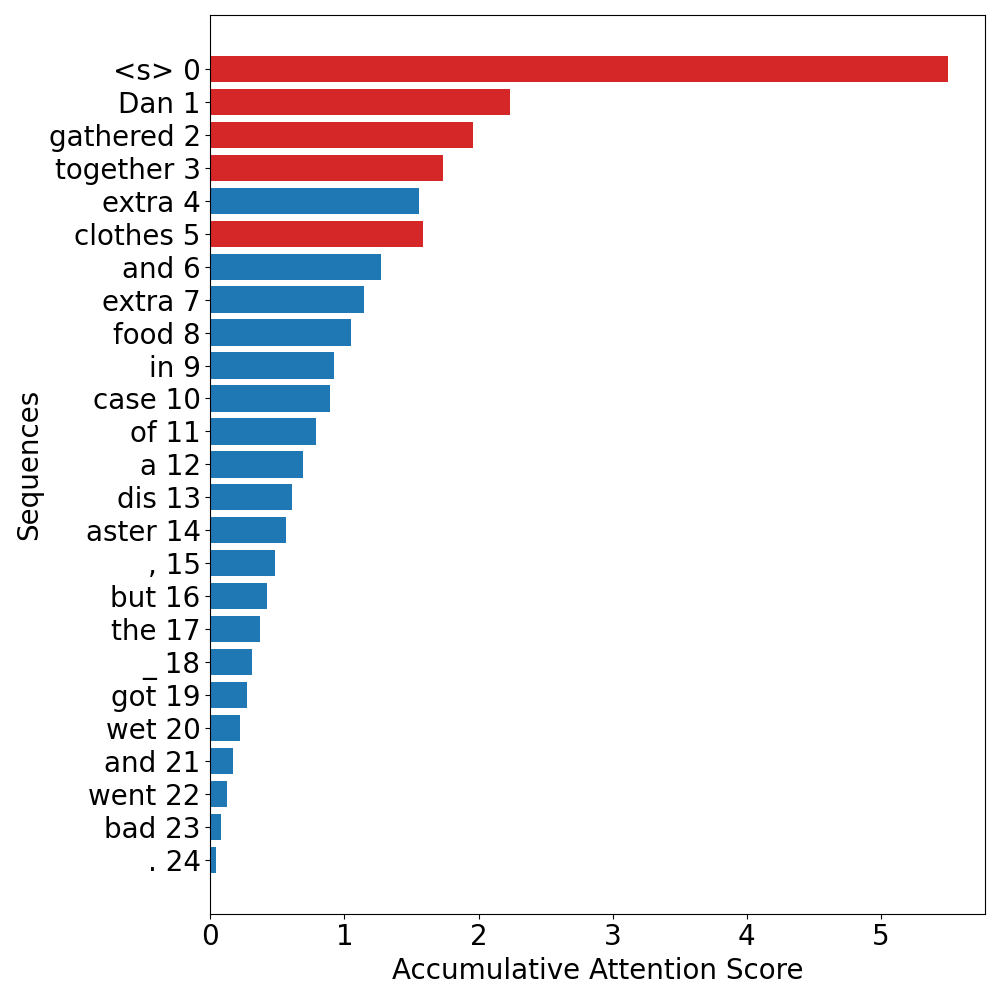 <s> 0
Dan 1
gathered 2
together 3
extra 4
clothes 5
and 6
extra 7
food 8
in 9
case 10
of 11
a 12
dis 13
aster 14
, 15
but 16
the 17
_ 18
got 19
wet 20
and 21
went 22
bad 23
. 24
Sequences
0 1 2 3 4 5
Accumulative Attention Score